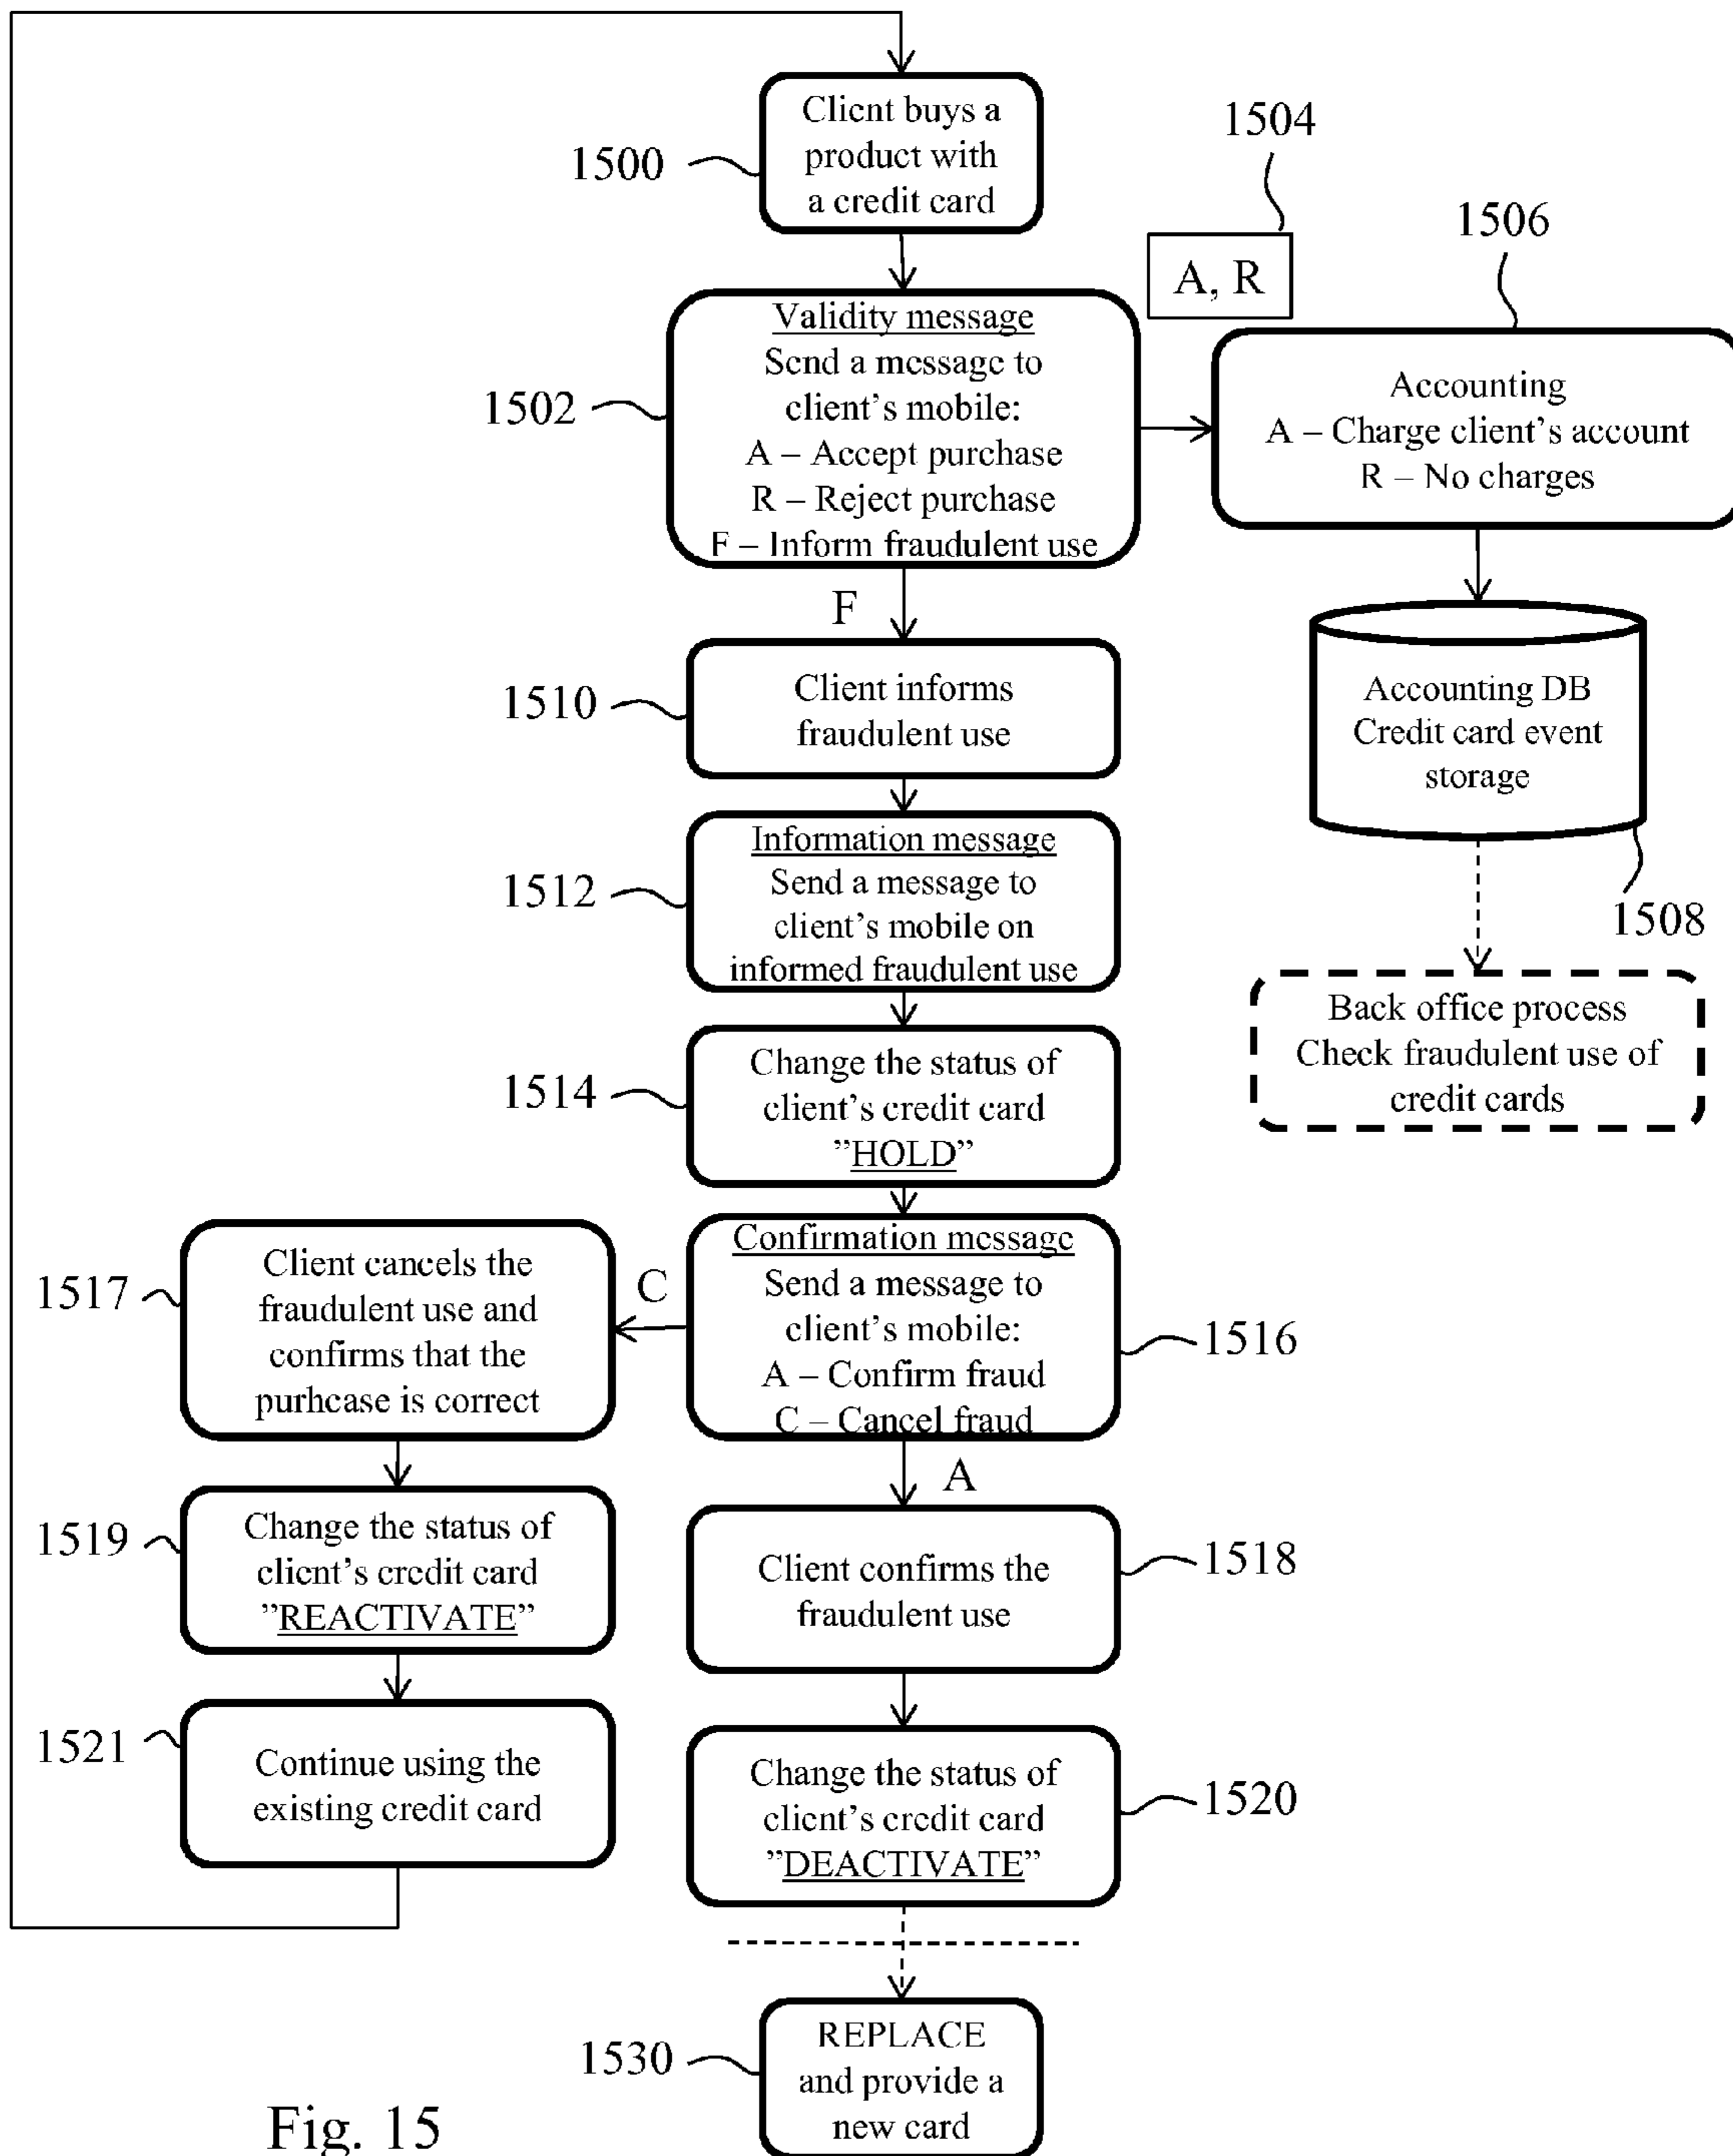 Client buys a
product with
a credit card
1500
1504
A, R
1506
Validity message
Send a message to
client's mobile:
A – Accept purchase
R – Reject purchase
F – Inform fraudulent use
1502
Accounting
A – Charge client's account
R – No charges
F
Client informs
fraudulent use
1510
Accounting DB
Credit card event
storage
1508
Information message
Send a message to
client's mobile on
informed fraudulent use
1512
Back office process
Check fraudulent use of
credit cards
Change the status of
client's credit card
”HOLD”
1514
Confirmation message
Send a message to
client's mobile:
A – Confirm fraud
C – Cancel fraud
1516
C
Client cancels the
fraudulent use and
confirms that the
purhcase is correct
1517
A
Change the status of
client's credit card
”REACTIVATE”
1519
Client confirms the
fraudulent use
1518
Continue using the
existing credit card
1521
Change the status of
client's credit card
”DEACTIVATE”
1520
REPLACE
and provide a
new card
1530
Fig. 15